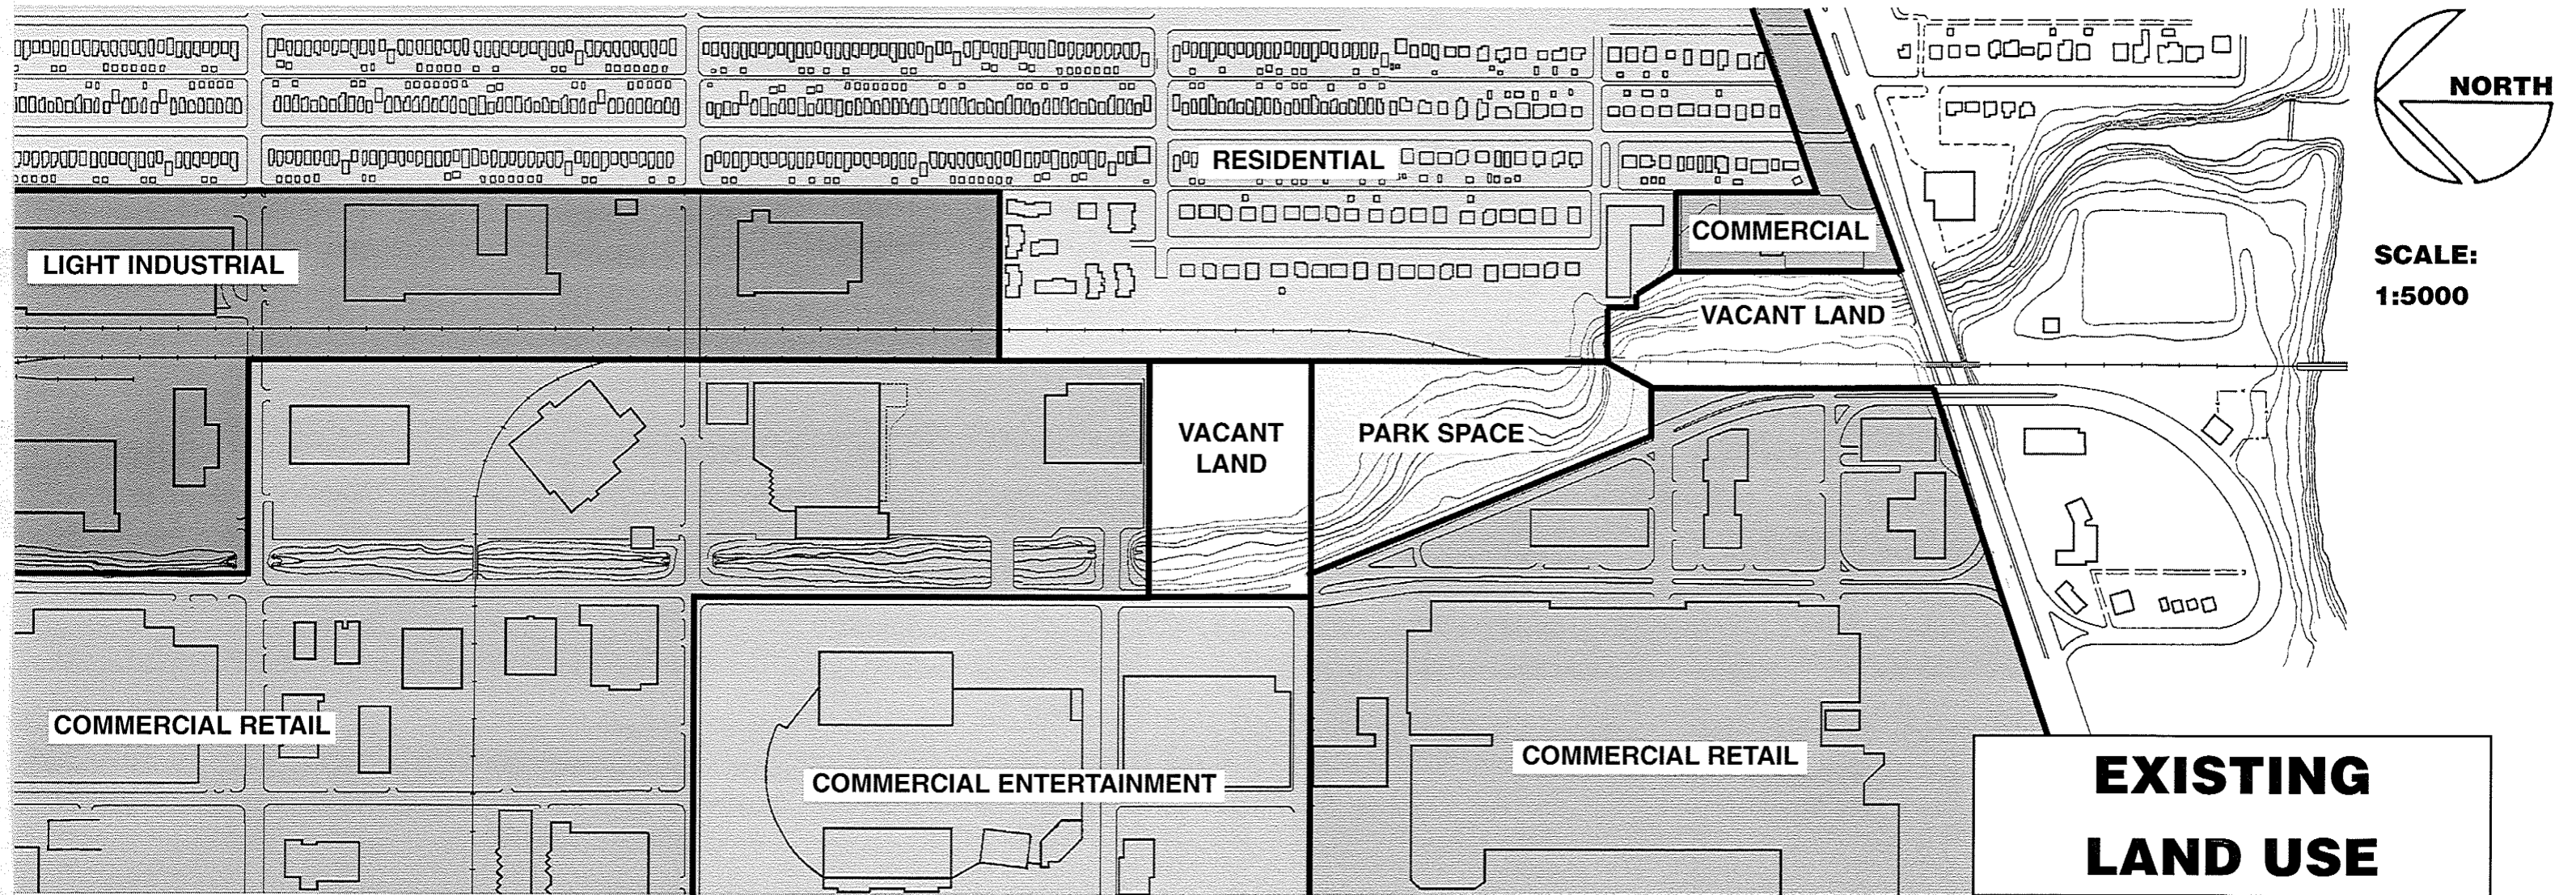 NORTH
RESIDENTIAL
COMMERCIAL
SCALE:
1:5000
LIGHT INDUSTRIAL
VACANT LAND
VACANT
LAND
PARK SPACE
COMMERCIAL RETAIL
COMMERCIAL ENTERTAINMENT
COMMERCIAL RETAIL
EXISTING
LAND USE